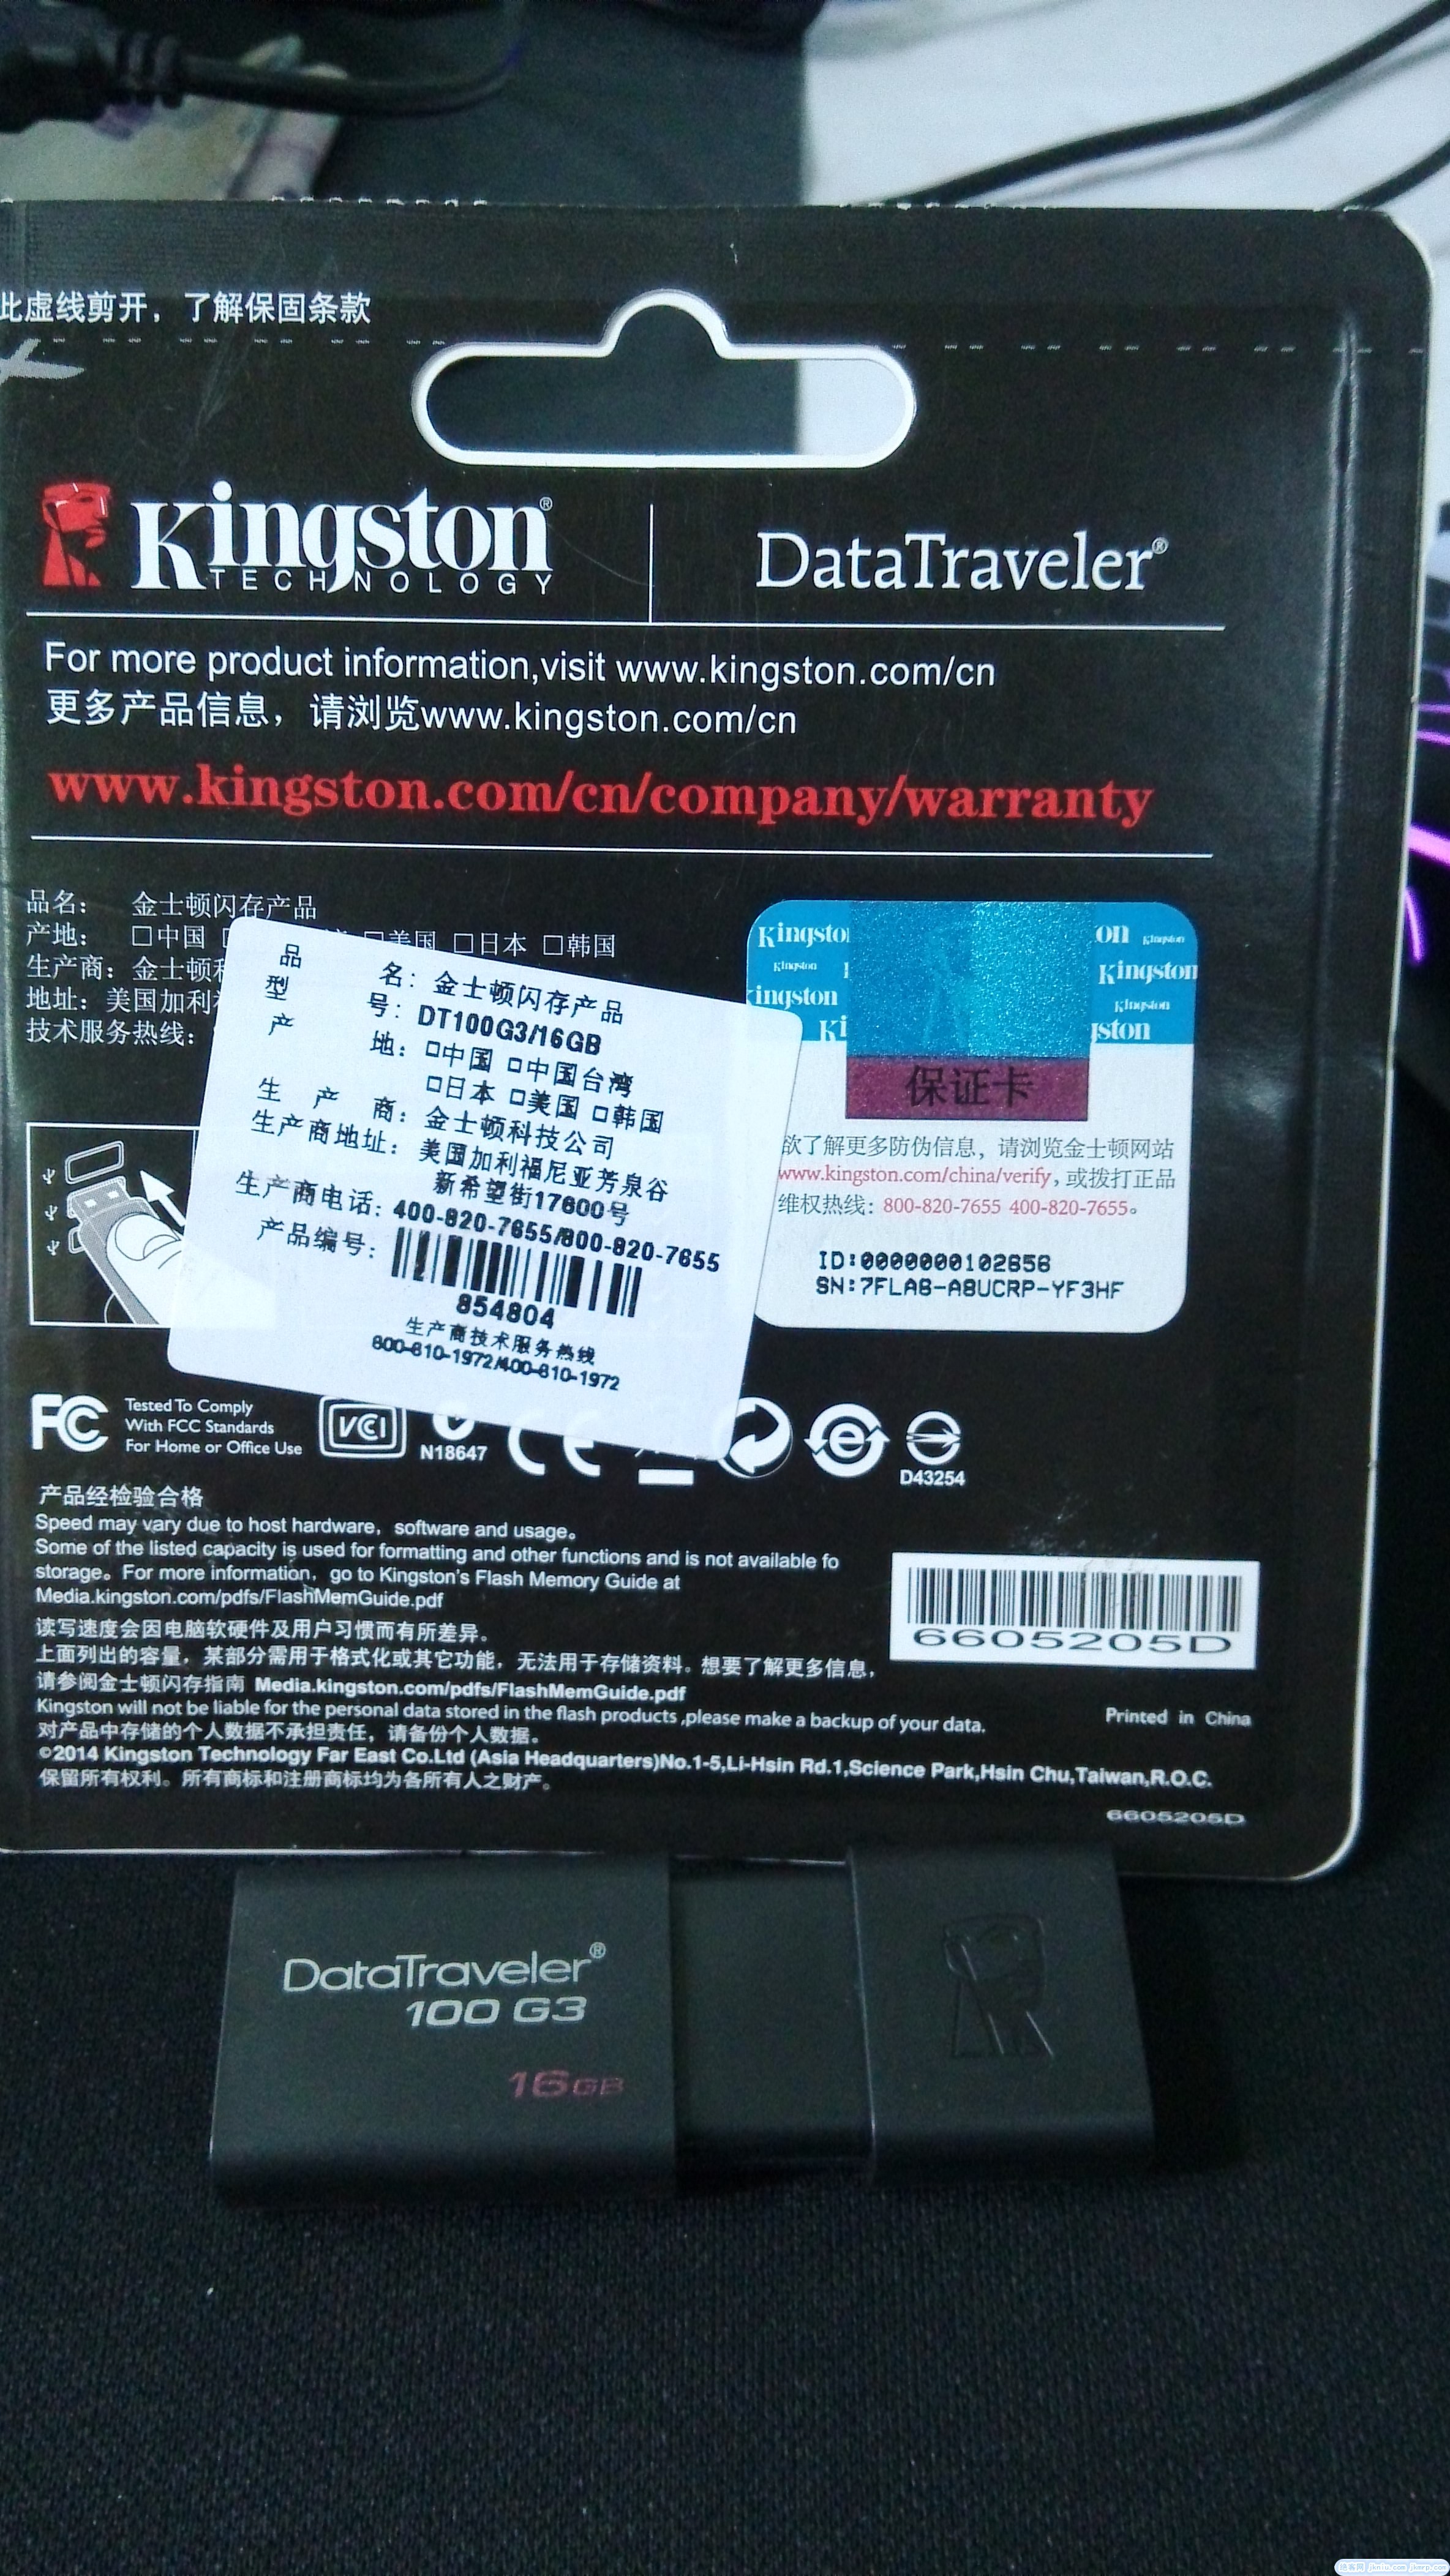 此虚线剪开，了解保固条款
Kingston®
TECHNOLOGY
DataTraveler®
For more product information,visit www.kingston.com/cn
更多产品信息，请浏览www.kingston.com/cn
www.kingston.com/cn/company/warranty
品名： 金士顿闪存产品
产地： □中国 □美国 □日本 □韩国
生产商：金士顿科
地址：美国加利
技术服务热线：
品 名：金士顿闪存产品
型 号：DT100G3/16GB
产 地：□中国 □中国台湾
□日本 □美国 □韩国
生 产 商：金士顿科技公司
生产商地址：美国加利福尼亚芳泉谷
新希望街17600号
生产商电话：400-820-7655/800-820-7655
产品编号：
854804
生产商技术服务热线
800-810-1972/400-810-1972
Kingston
Kingston
Kingston
Kingston
保证卡
欲了解更多防伪信息，请浏览金士顿网站
www.kingston.com/china/verify，或拨打正品
维权热线：800-820-7655 400-820-7655。
ID:0000000102856
SN:7FLA8-A8UCRP-YF3HF
FC
Tested To Comply
With FCC Standards
For Home or Office Use
VCI
N18647
CE
D43254
产品经检验合格
Speed may vary due to host hardware，software and usage。
Some of the listed capacity is used for formatting and other functions and is not available fo
storage。For more information，go to Kingston's Flash Memory Guide at
Media.kingston.com/pdfs/FlashMemGuide.pdf
读写速度会因电脑软硬件及用户习惯而有所差异。
上面列出的容量，某部分需用于格式化或其它功能，无法用于存储资料。想要了解更多信息，
请参阅金士顿闪存指南 Media.kingston.com/pdfs/FlashMemGuide.pdf
Kingston will not be liable for the personal data stored in the flash products ,please make a backup of your data.
对产品中存储的个人数据不承担责任，请备份个人数据。
©2014 Kingston Technology Far East Co.Ltd (Asia Headquarters)No.1-5,Li-Hsin Rd.1,Science Park,Hsin Chu,Taiwan,R.O.C.
保留所有权利。所有商标和注册商标均为各所有人之财产。
6605205D
Printed in China
6605205D
DataTraveler®
100 G3
16GB